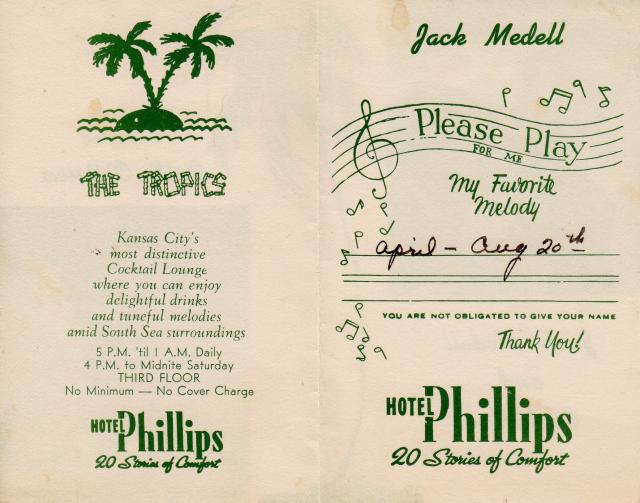 THE TROPICS
Kansas City's
most distinctive
Cocktail Lounge
where you can enjoy
delightful drinks
and tuneful melodies
amid South Sea surroundings
5 P.M. 'til 1 A.M. Daily
4 P.M. to Midnite Saturday
THIRD FLOOR
No Minimum — No Cover Charge
HOTEL Phillips
20 Stories of Comfort
Jack Medell
Please Play
FOR ME
My Favorite
Melody
April - Aug 20th
YOU ARE NOT OBLIGATED TO GIVE YOUR NAME
Thank You!
HOTEL Phillips
20 Stories of Comfort